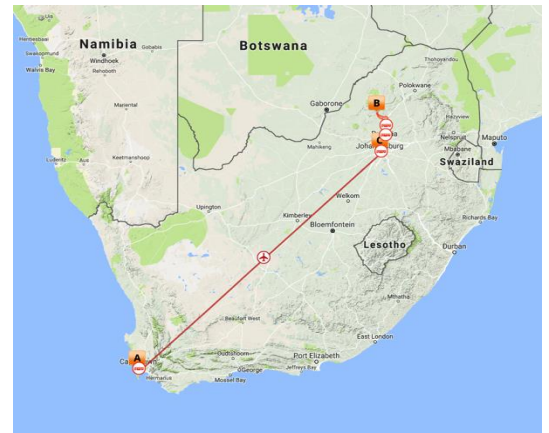 Namibia
Windhoek
Gobabis
Swakopmund
Walvis Bay
Rehoboth
Mariental
Botswana
Gaborone
Thohoyandou
Polokwane
B
Hazyview
Nelspruit
Maputo
Mbabane
Swaziland
Mahikeng
C
Luderitz
Aus
Keetmanshoop
Upington
Kimberley
Welkom
Bloemfontein
Lesotho
Richards Bay
Durban
Mthatha
Beaufort West
East London
A
Oudtshoorn
George
Port Elizabeth
Jeffreys Bay
Hermanus
Mossel Bay